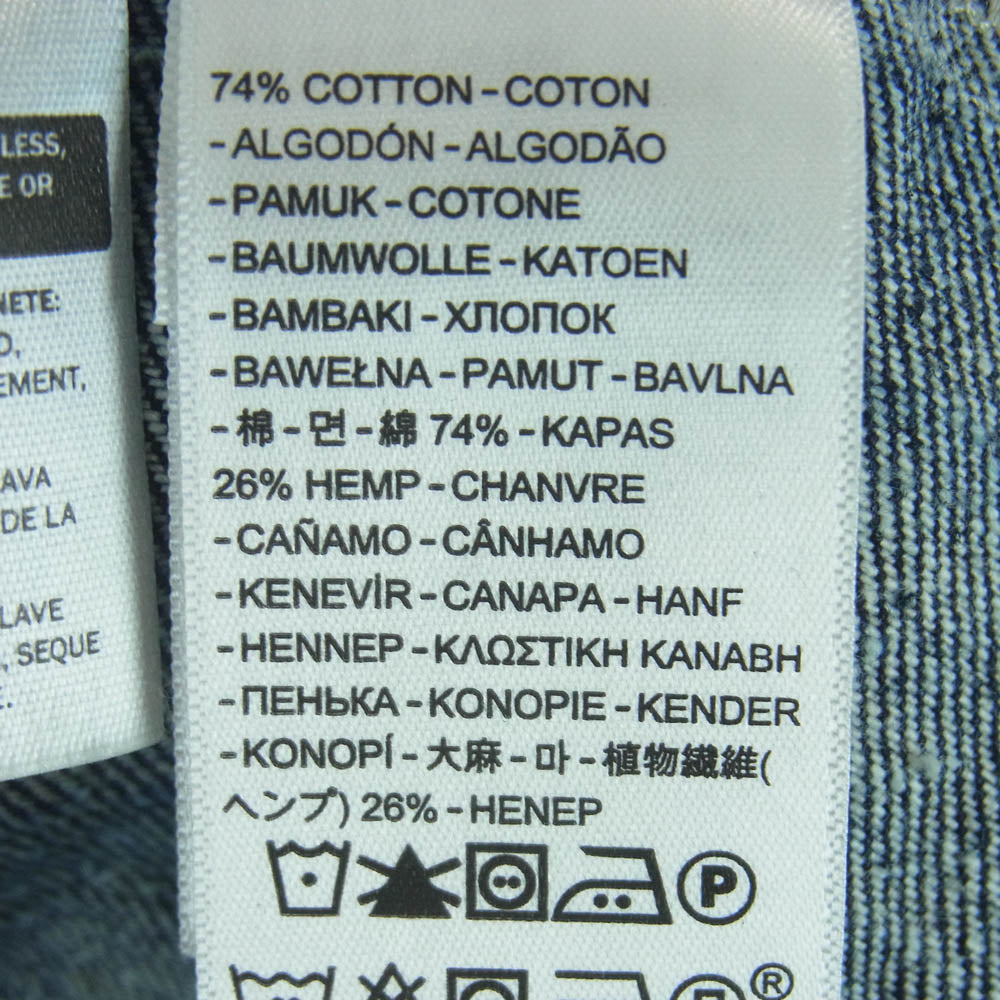 LESS,
E OR
NETE:
O,
EMENT,
AVA
DE LA
LAVE
, SEQUE
74% COTTON-COTON
-ALGODÓN-ALGODÃO
-PAMUK-COTONE
-BAUMWOLLE-KATOEN
-BAMBAKI-ХЛОПОК
-BAWEŁNA-PAMUT-BAVLNA
-棉-면-綿 74%-KAPAS
26% HEMP-CHANVRE
-CAÑAMO-CÂNHAMO
-KENEVİR-CANAPA-HANF
-HENNEP-ΚΛΩΣΤΙΚΗ ΚΑΝΑΒΗ
-ПЕНЬКА-KONOPIE-KENDER
-KONOPÍ-大麻-마-植物繊維(
ヘンプ) 26%-HENEP
P
®